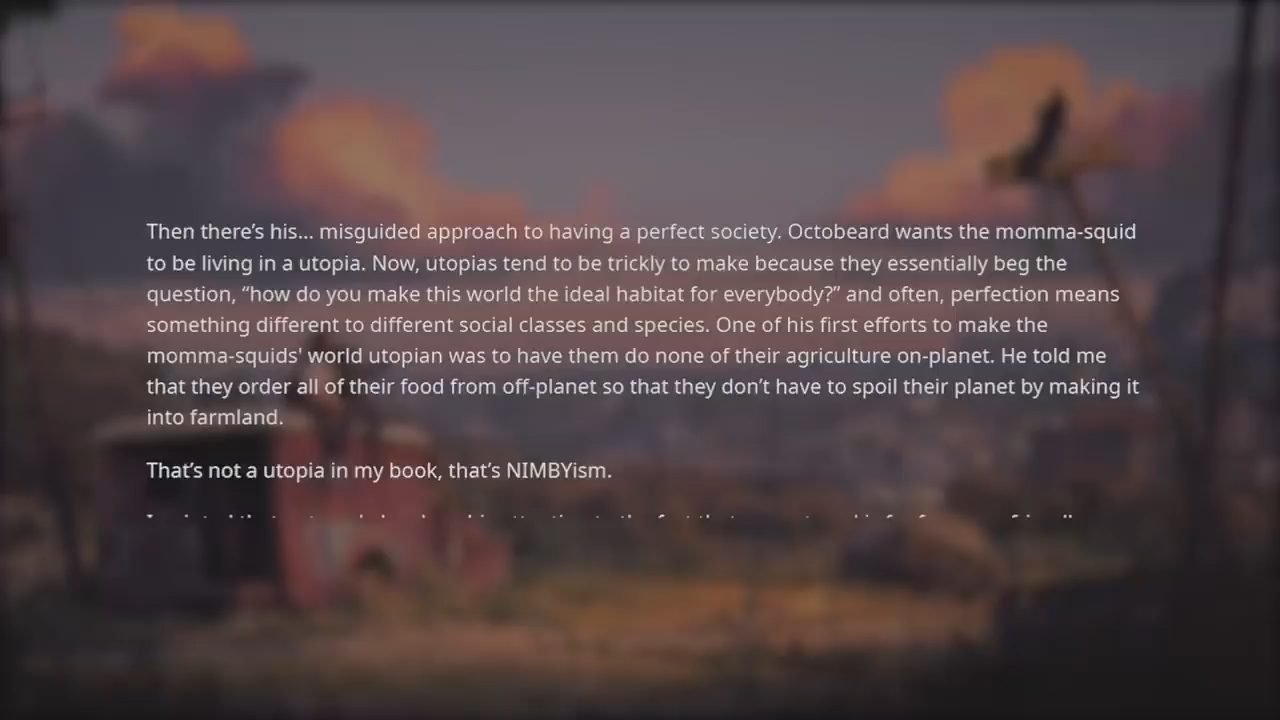 Then there’s his... misguided approach to having a perfect society. Octobeard wants the momma-squid
to be living in a utopia. Now, utopias tend to be trickly to make because they essentially beg the
question, “how do you make this world the ideal habitat for everybody?” and often, perfection means
something different to different social classes and species. One of his first efforts to make the
momma-squids' world utopian was to have them do none of their agriculture on-planet. He told me
that they order all of their food from off-planet so that they don’t have to spoil their planet by making it
into farmland.
That’s not a utopia in my book, that’s NIMBYism.